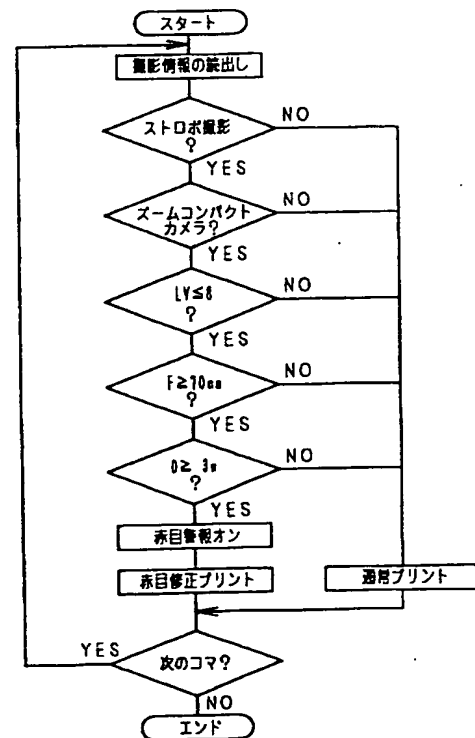 スタート
撮影情報の読出し
ストロボ撮影
?
NO
YES
ズームコンパクト
カメラ?
NO
YES
LV≦8
?
NO
YES
F≧70mm
?
NO
YES
D≧ 3m
?
NO
YES
赤目警報オン
赤目修正プリント
通常プリント
YES
次のコマ?
NO
エンド